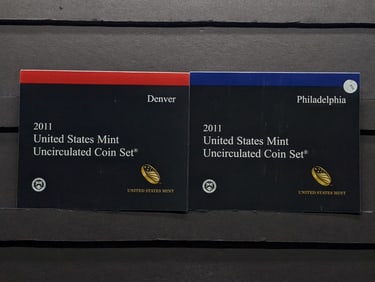 Denver
2011
United States Mint
Uncirculated Coin Set®
UNITED STATES MINT
Philadelphia
2011
United States Mint
Uncirculated Coin Set®
UNITED STATES MINT